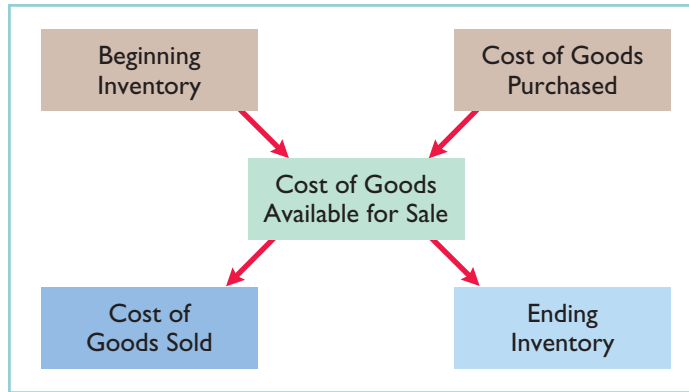 Beginning
Inventory
Cost of Goods
Purchased
Cost of Goods
Available for Sale
Cost of
Goods Sold
Ending
Inventory